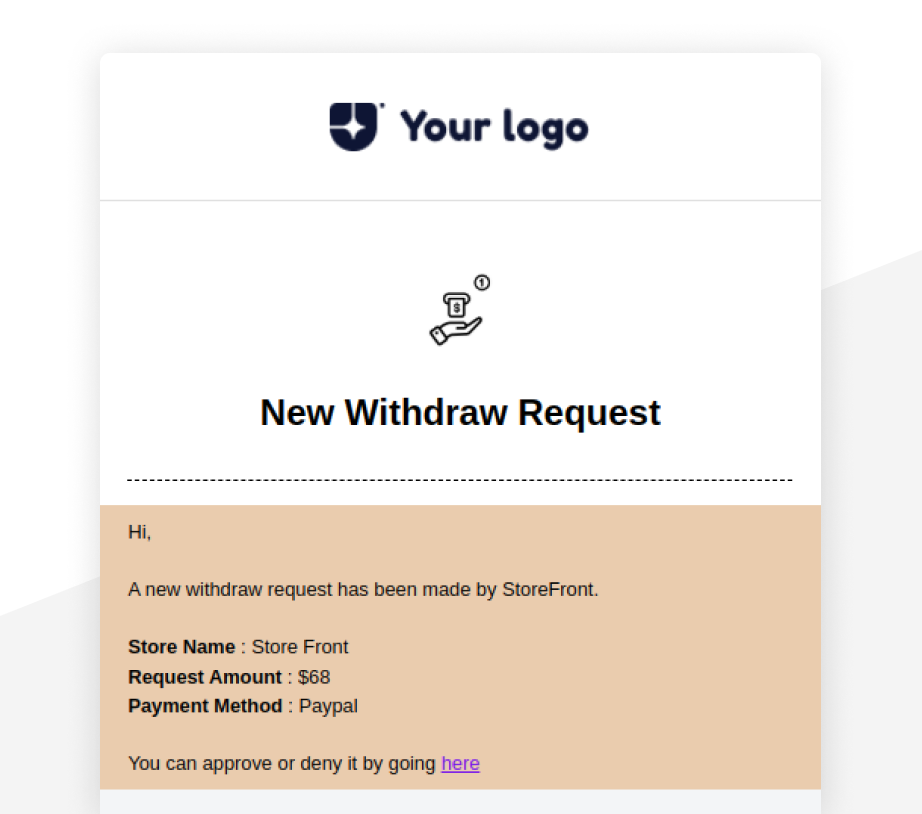 Your logo
1
$
New Withdraw Request
Hi,
A new withdraw request has been made by StoreFront.
Store Name : Store Front
Request Amount : $68
Payment Method : Paypal
You can approve or deny it by going here